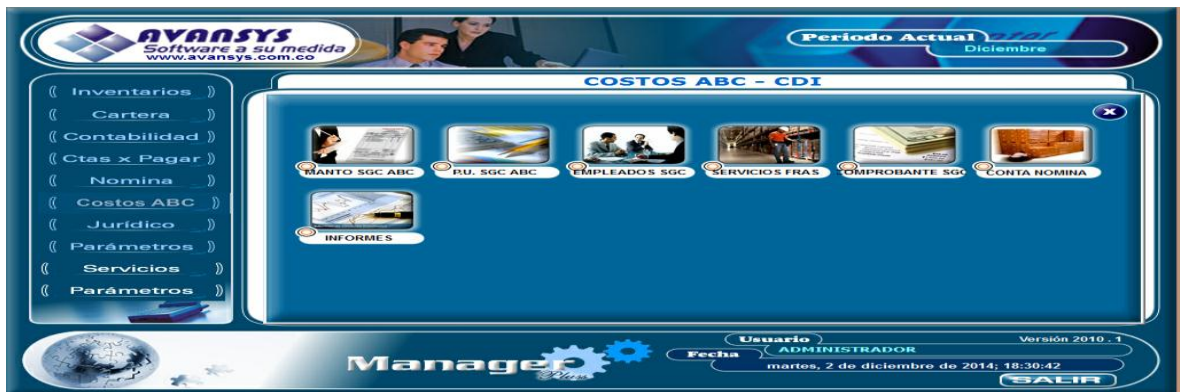 AVANSYS
Software a su medida
www.avansys.com.co
Periodo Actual
Diciembre
COSTOS ABC - CDI
X
Inventarios
Cartera
Contabilidad
Ctas x Pagar
Nomina
Costos ABC
Jurídico
Parámetros
Servicios
Parámetros
MANTO SGC ABC
P.U. SGC ABC
EMPLEADOS SGC
SERVICIOS FRAS
COMPROBANTE SGC
CONTA NOMINA
INFORMES
Manager
Plus
Usuario
ADMINISTRADOR
Versión 2010 . 1
Fecha
martes, 2 de diciembre de 2014; 18:30:42
SALIR